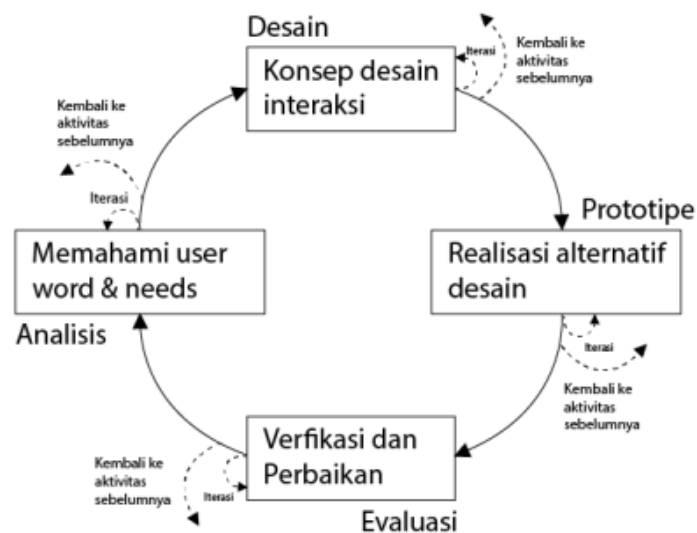 Desain
Konsep desain
interaksi
Iterasi
Kembali ke
aktivitas
sebelumnya
Prototipe
Realisasi alternatif
desain
Iterasi
Kembali ke
aktivitas
sebelumnya
Verfikasi dan
Perbaikan
Evaluasi
Iterasi
Kembali ke
aktivitas
sebelumnya
Memahami user
word & needs
Analisis
Iterasi
Kembali ke
aktivitas
sebelumnya